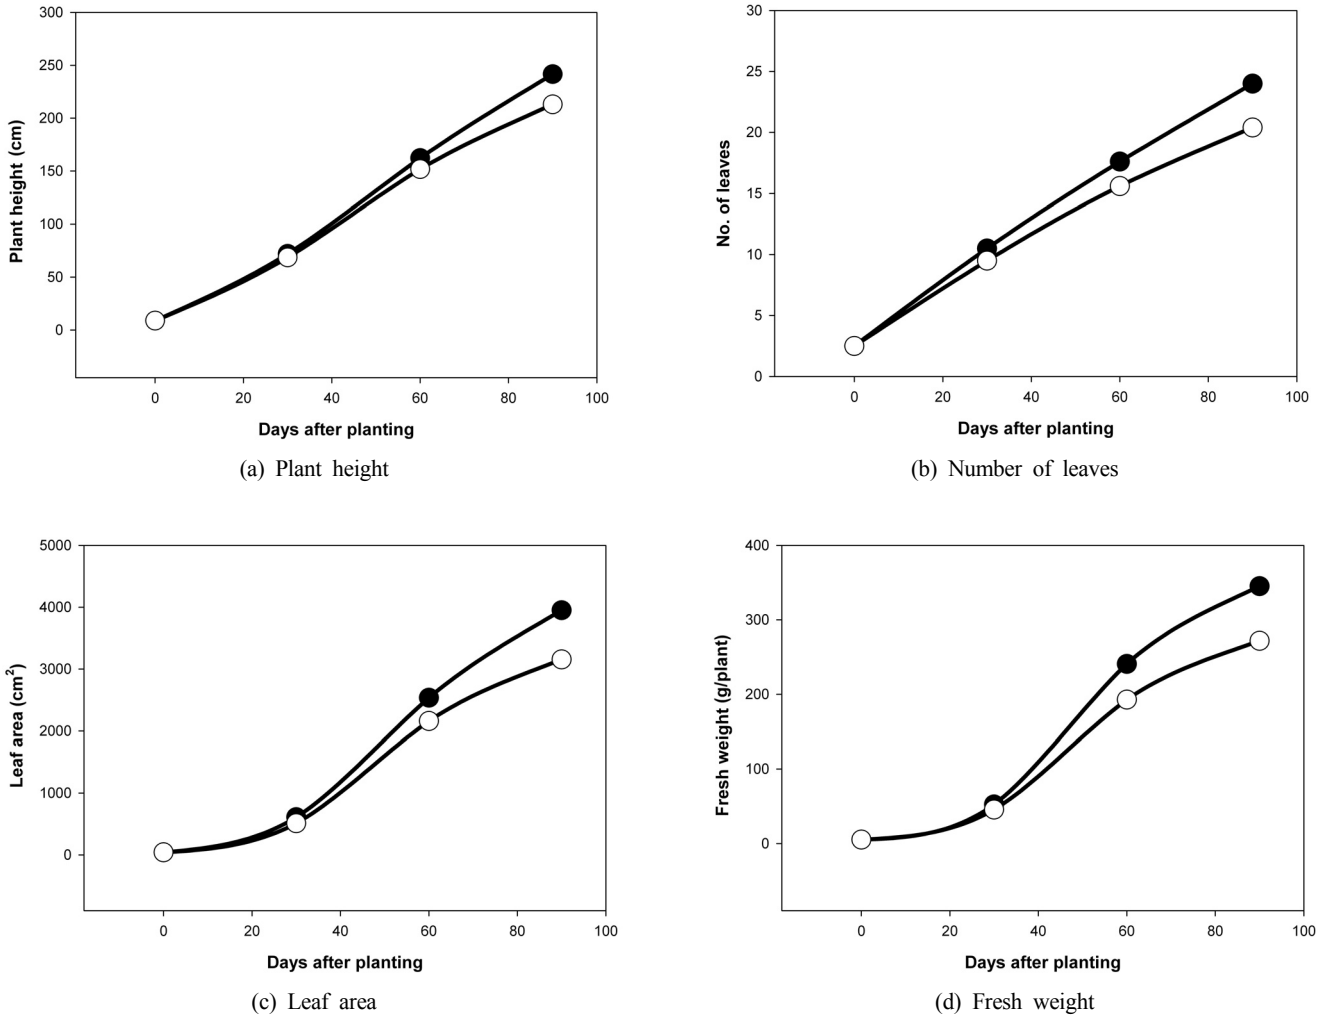 300
250
200
150
100
50
0
Plant height (cm)
0 20 40 60 80 100
Days after planting
(a) Plant height
30
25
20
15
10
5
0
No. of leaves
0 20 40 60 80 100
Days after planting
(b) Number of leaves
5000
4000
3000
2000
1000
0
Leaf area (cm²)
0 20 40 60 80 100
Days after planting
(c) Leaf area
400
300
200
100
0
Fresh weight (g/plant)
0 20 40 60 80 100
Days after planting
(d) Fresh weight